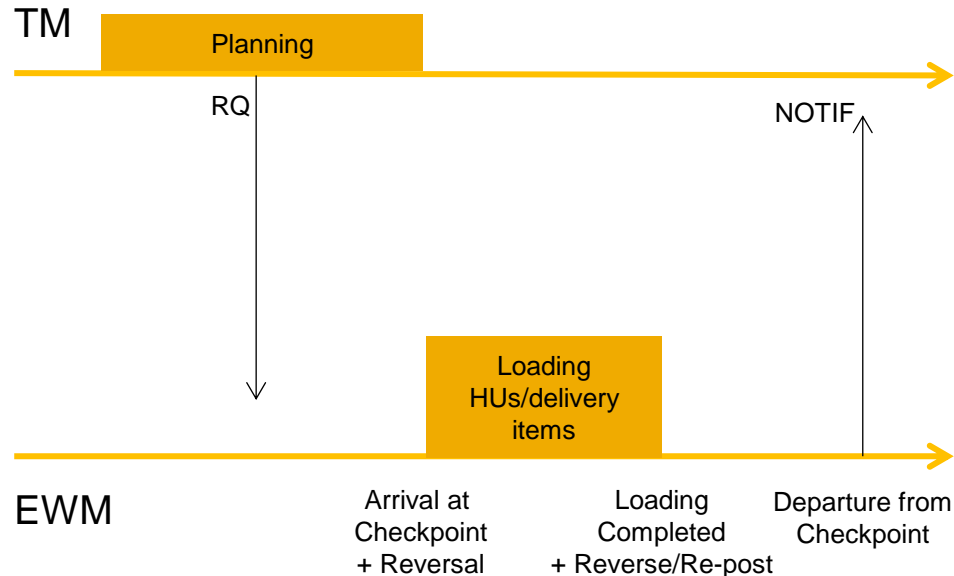 TM
Planning
RQ
NOTIF
Loading
HUs/delivery
items
EWM
Arrival at
Checkpoint
+ Reversal
Loading
Completed
+ Reverse/Re-post
Departure from
Checkpoint